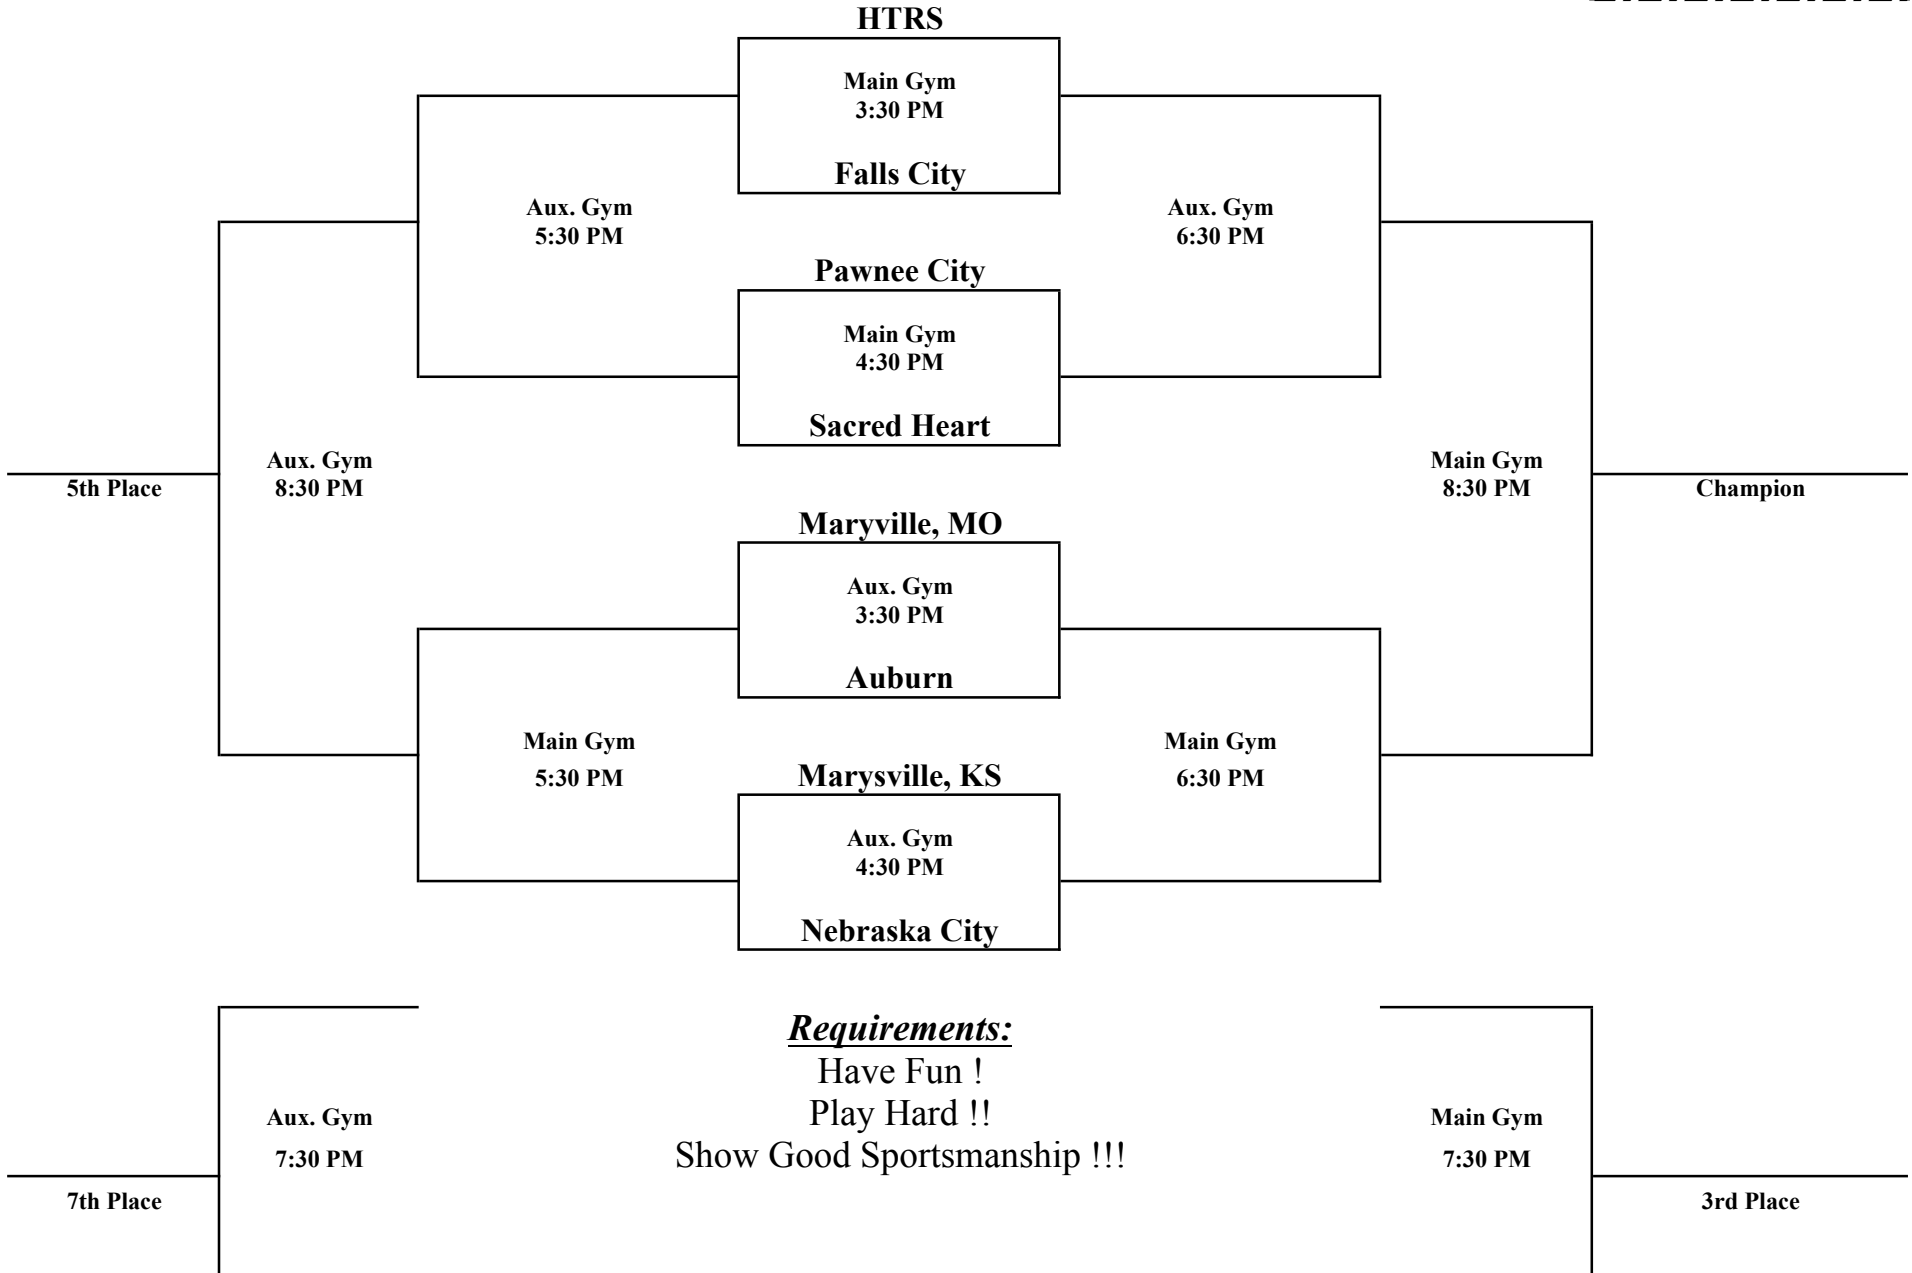 HTRS
Main Gym
3:30 PM
Falls City
Aux. Gym
5:30 PM
Aux. Gym
6:30 PM
Pawnee City
Main Gym
4:30 PM
Sacred Heart
Aux. Gym
8:30 PM
5th Place
Main Gym
8:30 PM
Champion
Maryville, MO
Aux. Gym
3:30 PM
Auburn
Main Gym
5:30 PM
Main Gym
6:30 PM
Marysville, KS
Aux. Gym
4:30 PM
Nebraska City
Requirements:
Have Fun !
Play Hard !!
Show Good Sportsmanship !!!
Aux. Gym
7:30 PM
7th Place
Main Gym
7:30 PM
3rd Place